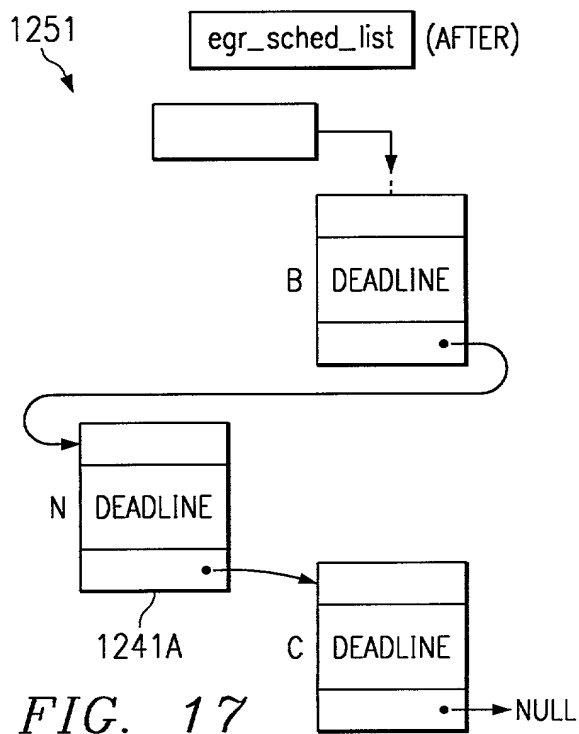 1251
egr_sched_list (AFTER)
B DEADLINE
N DEADLINE
1241A
C DEADLINE
NULL
FIG. 17